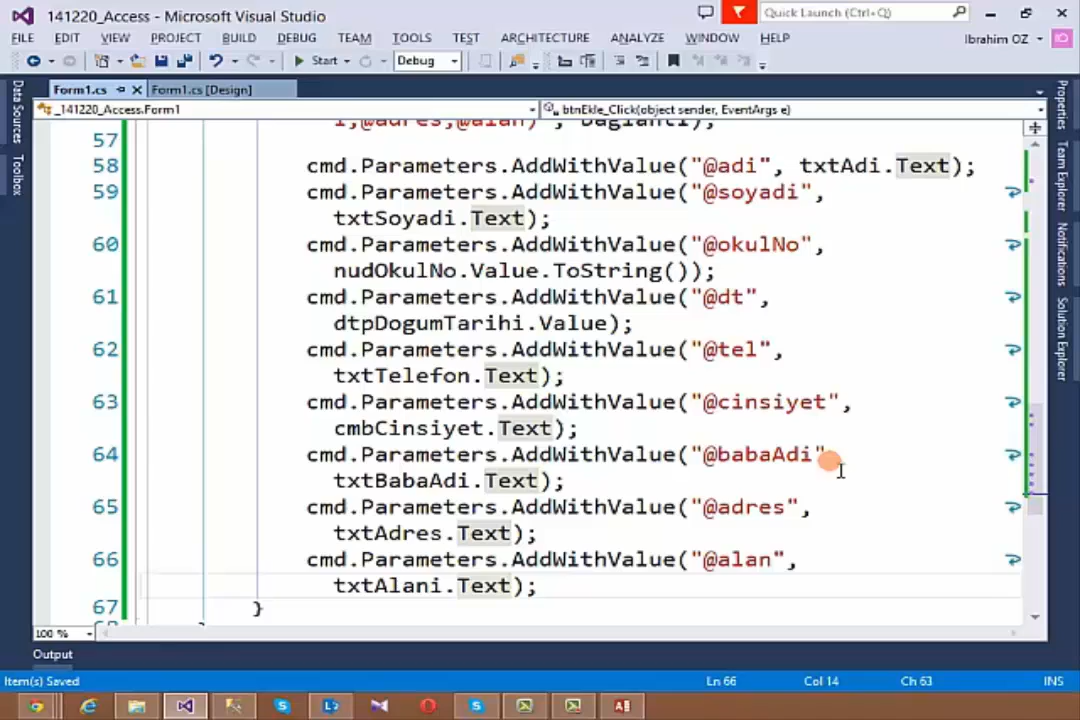 141220_Access - Microsoft Visual Studio
Quick Launch (Ctrl+Q)
FILE EDIT VIEW PROJECT BUILD DEBUG TEAM TOOLS TEST ARCHITECTURE ANALYZE WINDOW HELP
Ibrahim OZ
IO
Start
Debug
Form1.cs
Form1.cs [Design]
_141220_Access.Form1
btnEkle_Click(object sender, EventArgs e)
Data Sources
Toolbox
Properties
Team Explorer
Notifications
Solution Explorer
i,@adres,@alan)", baglanti);
57
58 cmd.Parameters.AddWithValue("@adi", txtAdi.Text);
59 cmd.Parameters.AddWithValue("@soyadi",
txtSoyadi.Text);
60 cmd.Parameters.AddWithValue("@okulNo",
nudOkulNo.Value.ToString());
61 cmd.Parameters.AddWithValue("@dt",
dtpDogumTarihi.Value);
62 cmd.Parameters.AddWithValue("@tel",
txtTelefon.Text);
63 cmd.Parameters.AddWithValue("@cinsiyet",
cmbCinsiyet.Text);
64 cmd.Parameters.AddWithValue("@babaAdi",
txtBabaAdi.Text);
65 cmd.Parameters.AddWithValue("@adres",
txtAdres.Text);
66 cmd.Parameters.AddWithValue("@alan",
txtAlani.Text);
67 }
100 %
Output
Item(s) Saved
Ln 66 Col 14 Ch 63 INS